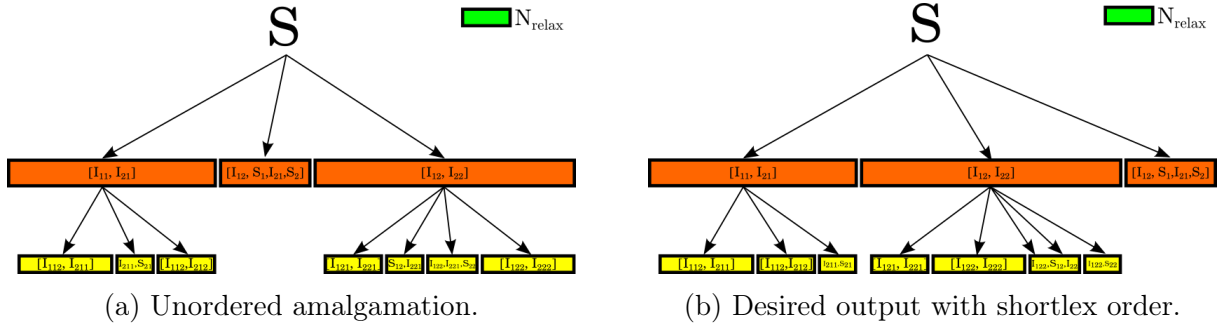 S
N_relax
[I_11, I_21]
[I_12, S_1,I_21,S_2]
[I_12, I_22]
[I_112, I_211]
I_211,S_21
[I_112,I_212]
I_121, I_221
S_12,I_221
I_122,I_221,S_22
[I_122, I_222]
(a) Unordered amalgamation.
S
N_relax
[I_11, I_21]
[I_12, I_22]
[I_12, S_1,I_21,S_2]
[I_112, I_211]
[I_112,I_212]
I_211,S_21
I_121, I_221
[I_122, I_222]
I_122,S_12,I_22
I_122,S_22
(b) Desired output with shortlex order.